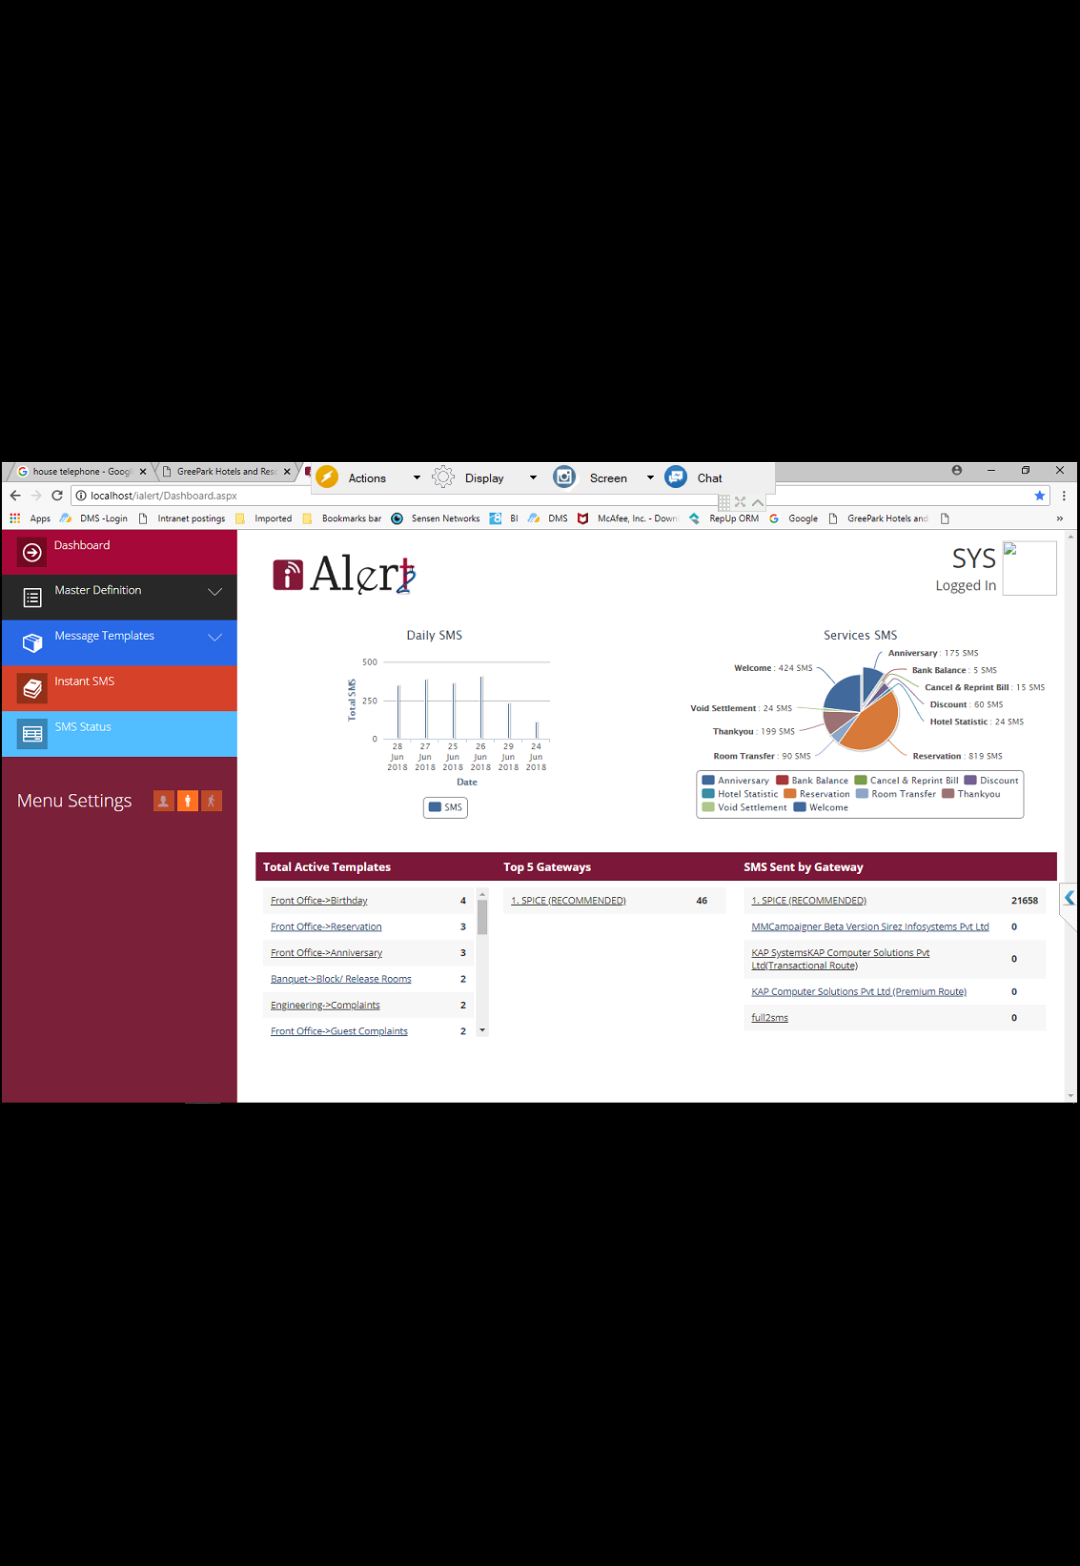 house telephone - Goog
GreePark Hotels and Res
Actions
Display
Screen
Chat
localhost/ialert/Dashboard.aspx
Apps
DMS -Login
Intranet postings
Imported
Bookmarks bar
Sensen Networks
BI
DMS
McAfee, Inc. - Down
RepUp ORM
Google
GreePark Hotels and
»
Dashboard
Master Definition
Message Templates
Instant SMS
SMS Status
Menu Settings
i Alert 2
SYS
Logged In
Daily SMS
Total SMS
500
250
0
28 Jun 2018
27 Jun 2018
25 Jun 2018
26 Jun 2018
29 Jun 2018
24 Jun 2018
Date
SMS
Services SMS
Anniversary : 175 SMS
Bank Balance : 5 SMS
Cancel & Reprint Bill : 15 SMS
Discount : 60 SMS
Hotel Statistic : 24 SMS
Reservation : 819 SMS
Room Transfer : 90 SMS
Thankyou : 199 SMS
Void Settlement : 24 SMS
Welcome : 424 SMS
Anniversary Bank Balance Cancel & Reprint Bill Discount
Hotel Statistic Reservation Room Transfer Thankyou
Void Settlement Welcome
Total Active Templates
Front Office->Birthday 4
Front Office->Reservation 3
Front Office->Anniversary 3
Banquet->Block/ Release Rooms 2
Engineering->Complaints 2
Front Office->Guest Complaints 2
Top 5 Gateways
1. SPICE (RECOMMENDED) 46
SMS Sent by Gateway
1. SPICE (RECOMMENDED) 21658
MMCampaigner Beta Version Sirez Infosystems Pvt Ltd 0
KAP SystemsKAP Computer Solutions Pvt
Ltd(Transactional Route) 0
KAP Computer Solutions Pvt Ltd (Premium Route) 0
full2sms 0